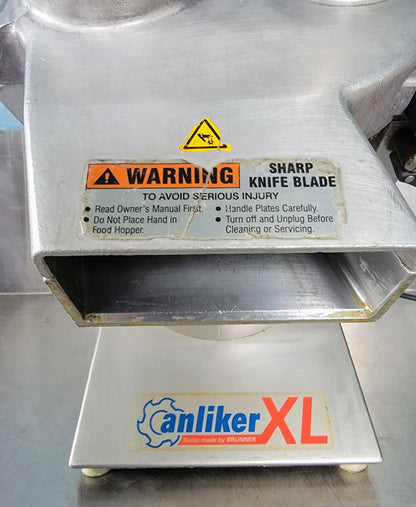 WARNING
SHARP
KNIFE BLADE
TO AVOID SERIOUS INJURY
• Read Owner's Manual First.
• Do Not Place Hand in
Food Hopper.
• Handle Plates Carefully.
• Turn off and Unplug Before
Cleaning or Servicing.
anliker XL
Swiss made by BRUNNER